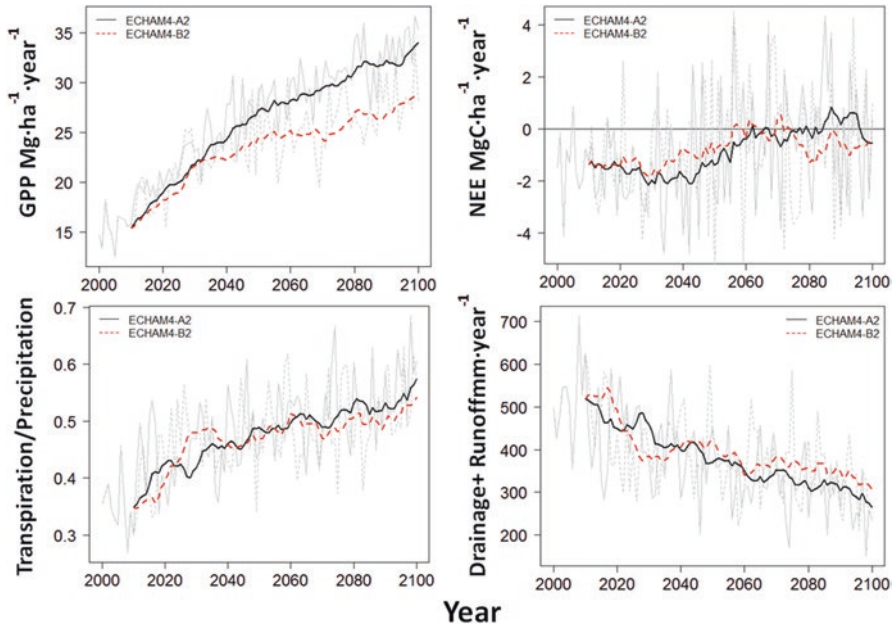 GPP Mg·ha⁻¹·year⁻¹
35
30
25
20
15
ECHAM4-A2
ECHAM4-B2
2000 2020 2040 2060 2080 2100
NEE MgC·ha⁻¹·year⁻¹
4
2
0
-2
-4
ECHAM4-A2
ECHAM4-B2
2000 2020 2040 2060 2080 2100
Transpiration/Precipitation
0.7
0.6
0.5
0.4
0.3
ECHAM4-A2
ECHAM4-B2
2000 2020 2040 2060 2080 2100
Drainage+ Runoffmm·year⁻¹
700
600
500
400
300
200
ECHAM4-A2
ECHAM4-B2
2000 2020 2040 2060 2080 2100
Year